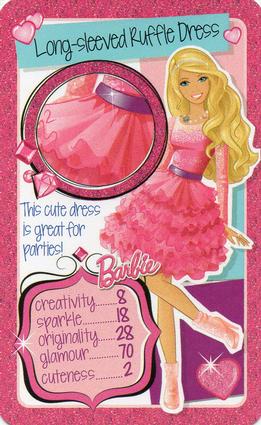 Long-sleeved Ruffle Dress
This cute dress
is great for
parties!
Barbie
creativity......8
sparkle............18
originality......28
glamour.........70
cuteness.......2